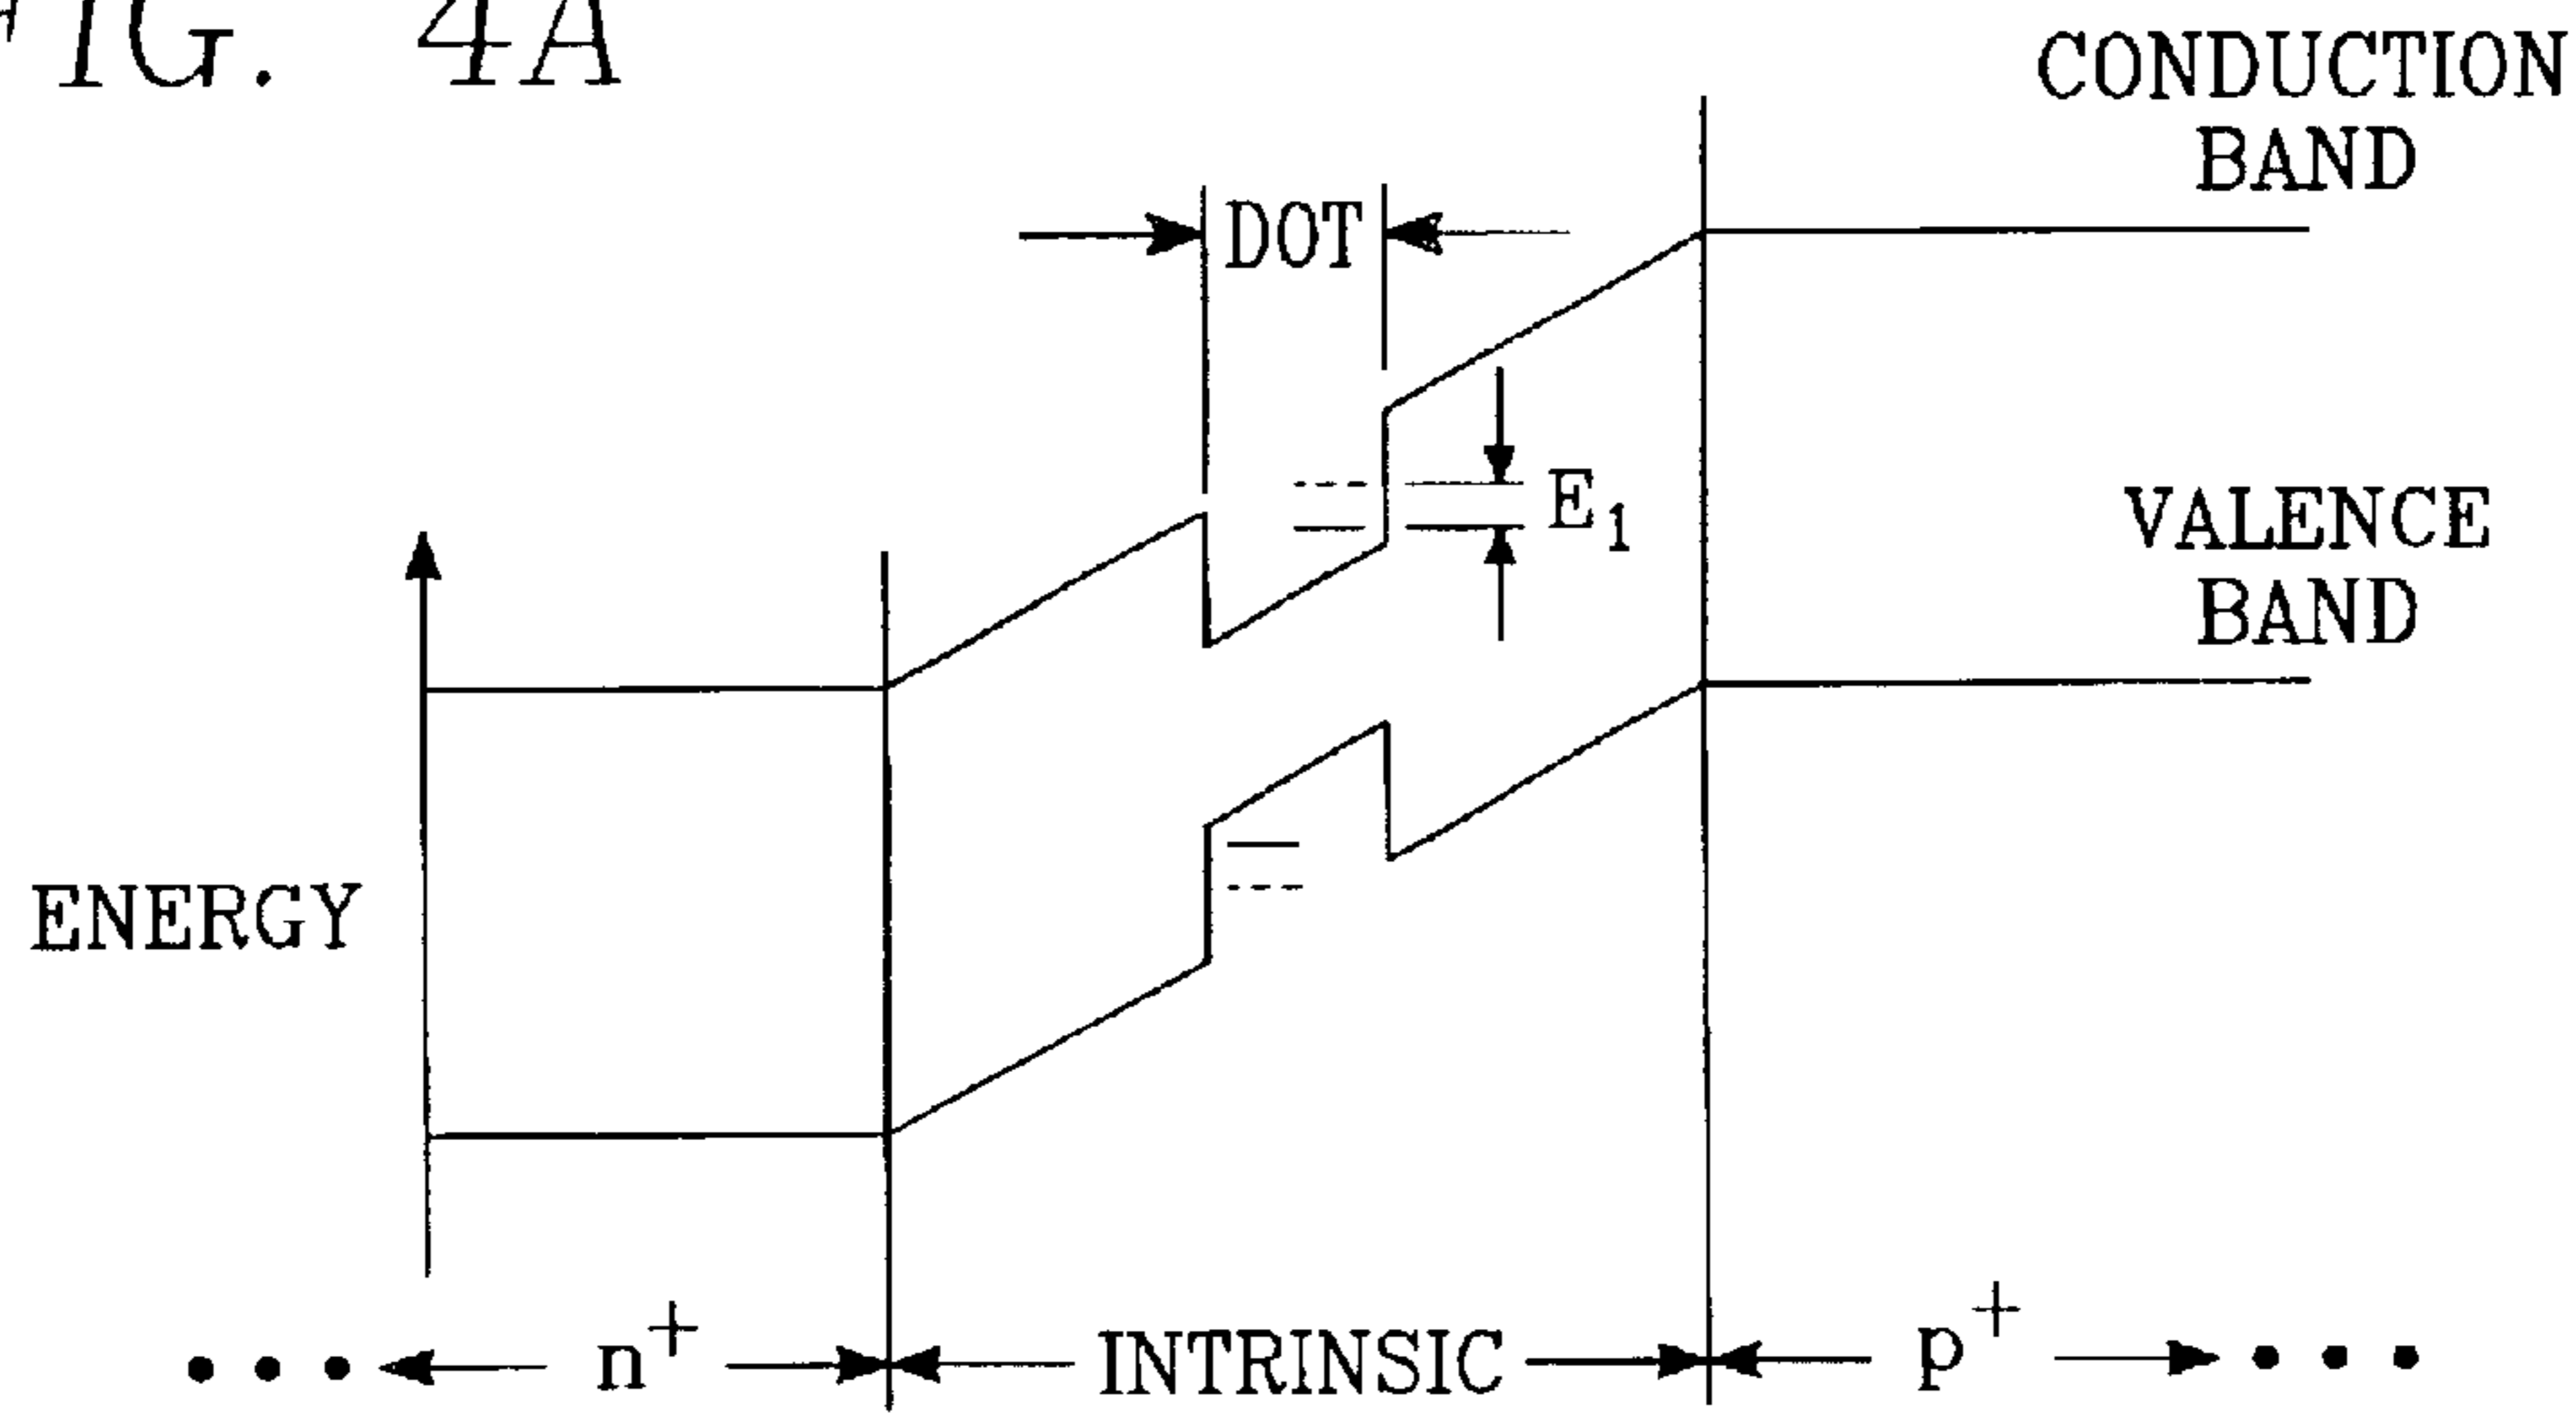 FIG. 4A
CONDUCTION
BAND
DOT
E₁
VALENCE
BAND
ENERGY
n⁺
INTRINSIC
p⁺